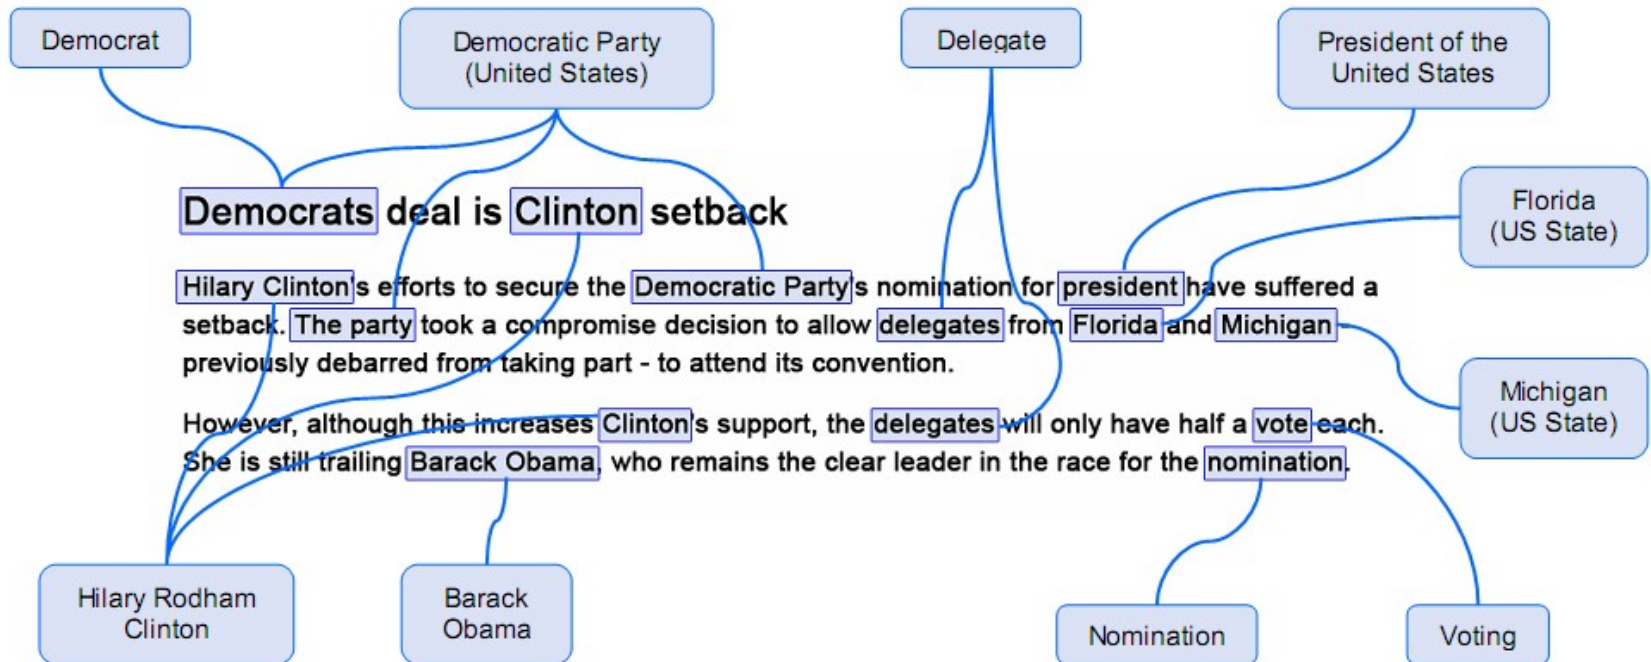 Democrat
Democratic Party
(United States)
Delegate
President of the
United States
Florida
(US State)
Democrats deal is Clinton setback
Hilary Clinton's efforts to secure the Democratic Party's nomination for president have suffered a
setback. The party took a compromise decision to allow delegates from Florida and Michigan -
previously debarred from taking part - to attend its convention.
Michigan
(US State)
However, although this increases Clinton's support, the delegates will only have half a vote each.
She is still trailing Barack Obama, who remains the clear leader in the race for the nomination.
Hilary Rodham
Clinton
Barack
Obama
Nomination
Voting